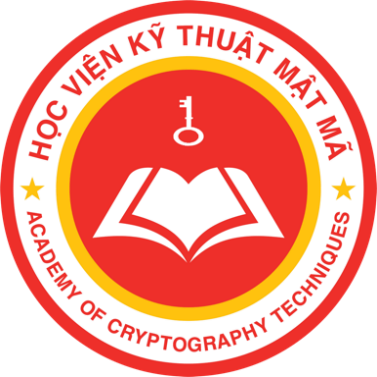 HỌC VIỆN KỸ THUẬT MẬT MÃ
ACADEMY OF CRYPTOGRAPHY TECHNIQUES